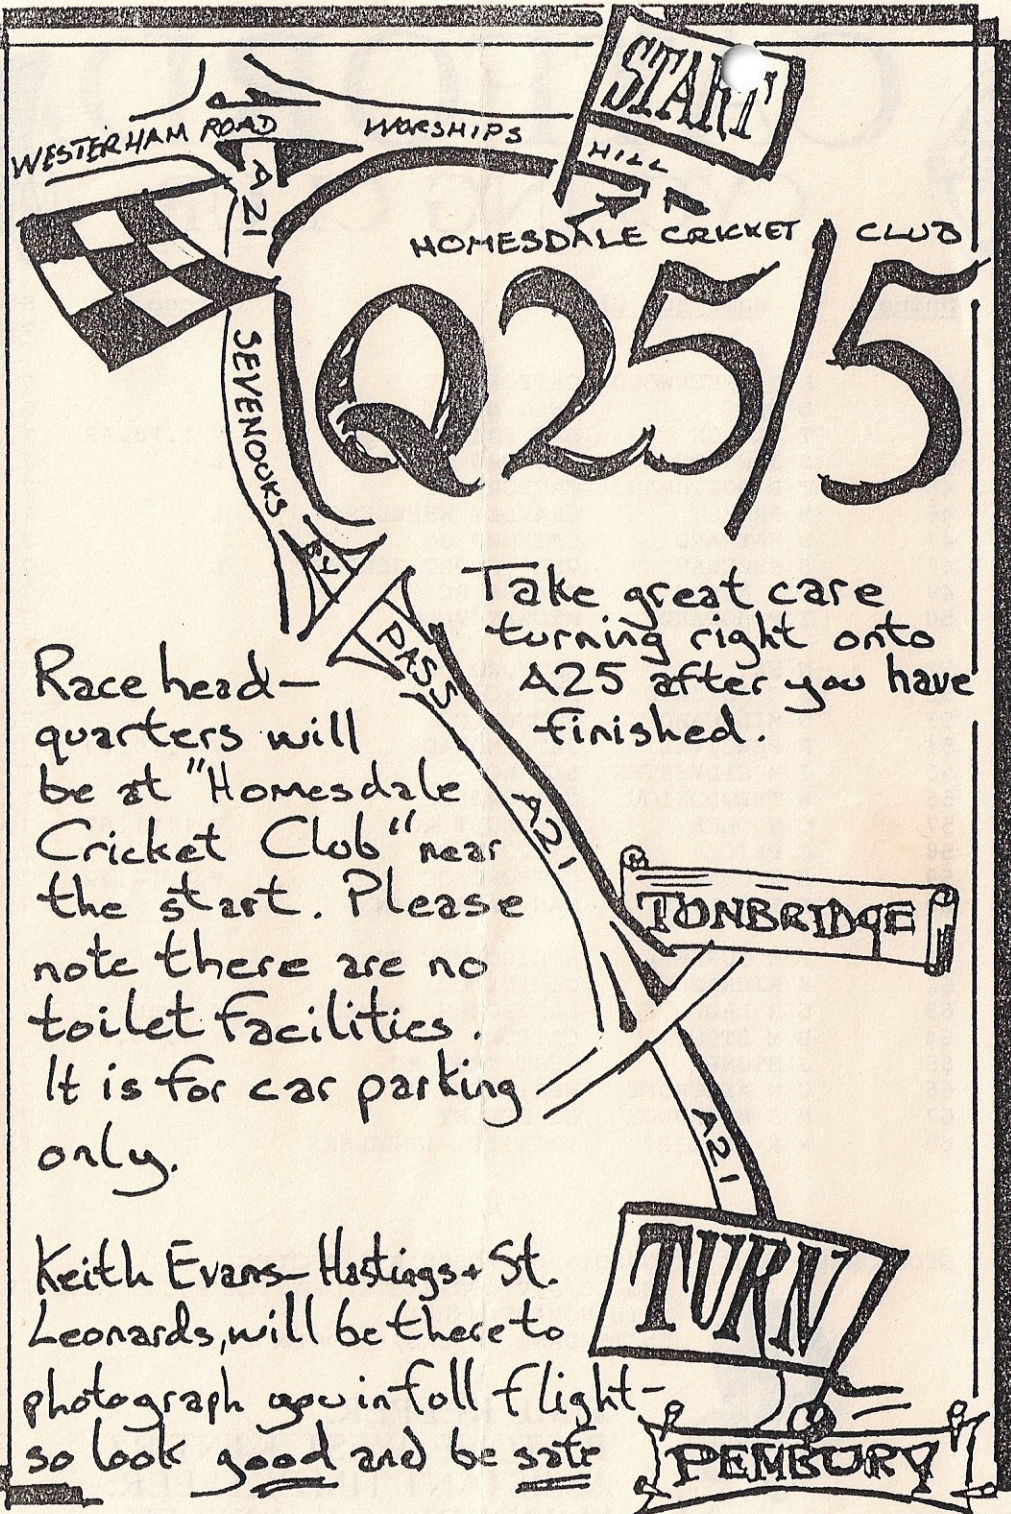 START
WESTERHAM ROAD
WORSHIPS
HILL
A21
HOMESDALE CRICKET CLUB
Q25/5
SEVENOOKS
BY
PASS
Take great care
turning right onto
A25 after you have
finished.
Race head-
quarters will
be at "Homesdale
Cricket Club" near
the start. Please
note there are no
toilet facilities.
It is for car parking
only.
A21
TONBRIDGE
A21
TURN
Keith Evans - Hastings + St.
Leonards, will be there to
photograph you in full flight -
so look good and be safe
PEMBURY